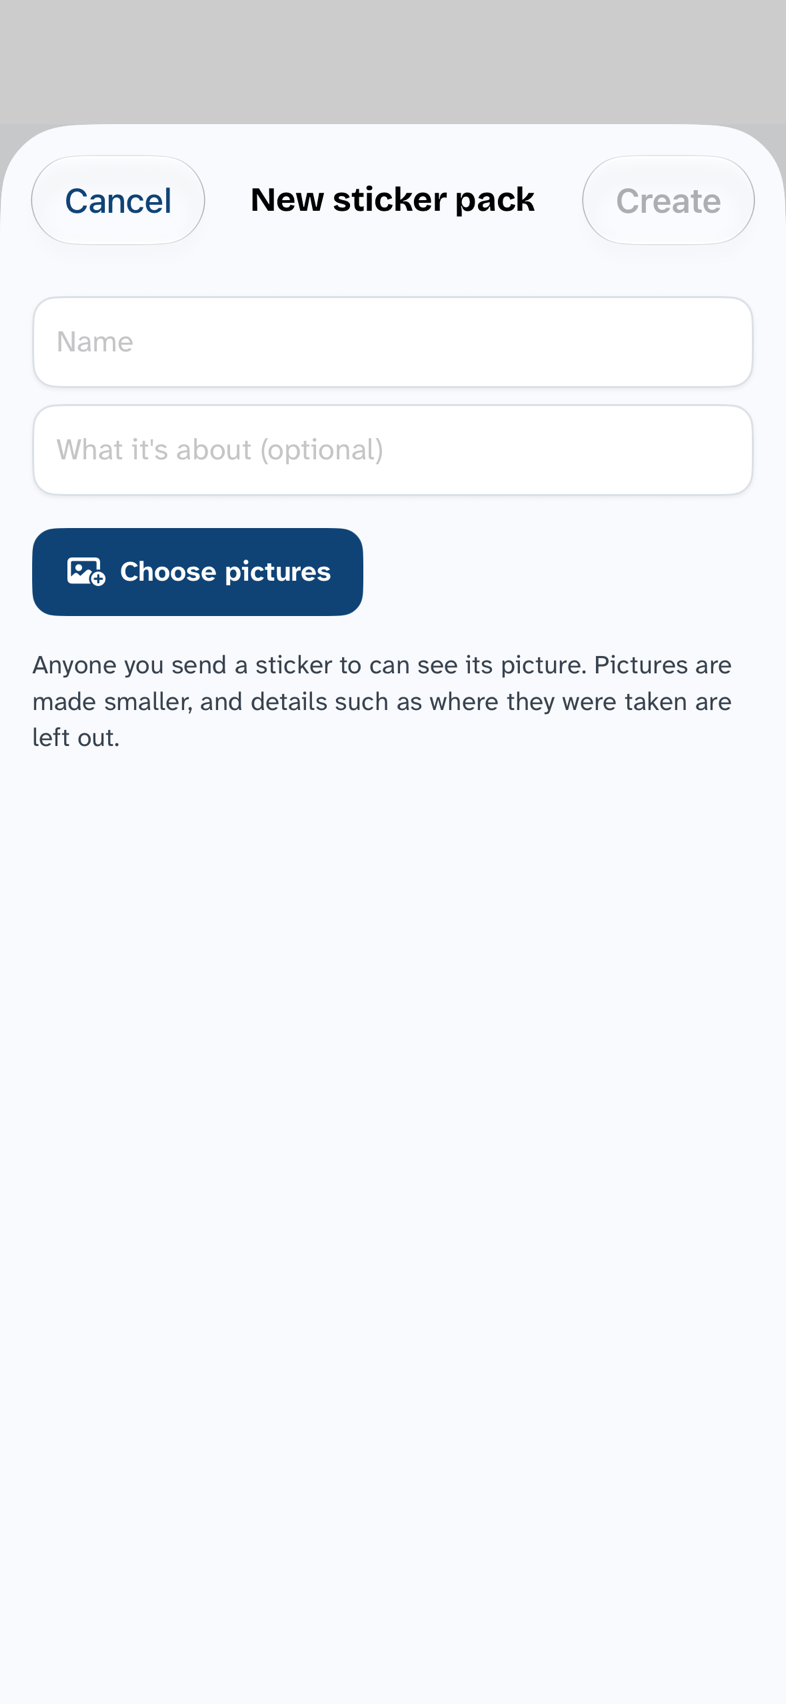 Cancel
New sticker pack
Create
Name
What it's about (optional)
Choose pictures
Anyone you send a sticker to can see its picture. Pictures are
made smaller, and details such as where they were taken are
left out.